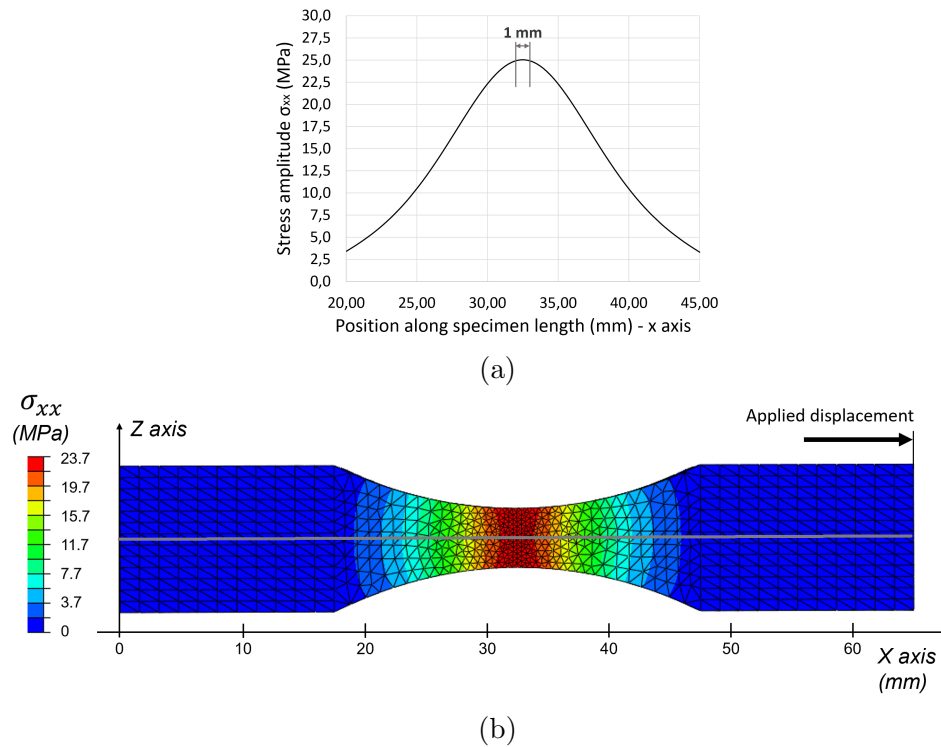 30,0
27,5
25,0
22,5
20,0
17,5
15,0
12,5
10,0
7,5
5,0
2,5
0,0
Stress amplitude σxx (MPa)
1 mm
20,00 25,00 30,00 35,00 40,00 45,00
Position along specimen length (mm) - x axis
(a)
σxx
(MPa)
23.7
19.7
15.7
11.7
7.7
3.7
0
Z axis
Applied displacement
0 10 20 30 40 50 60
X axis
(mm)
(b)